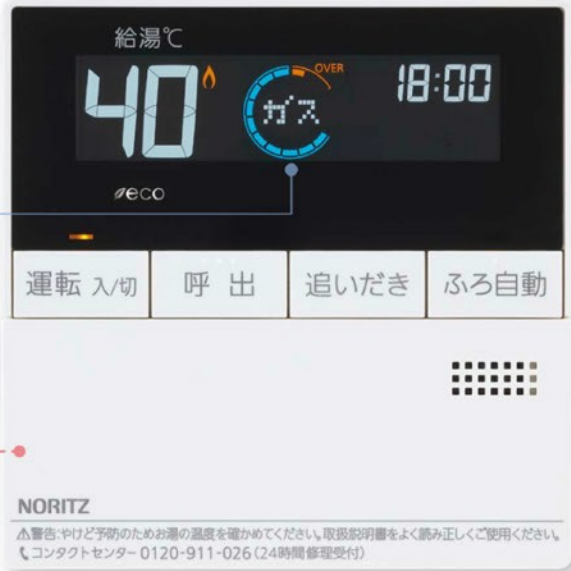 給湯℃
40
OVER
ガス
18:00
eco
運転 入/切
呼出
追いだき
ふろ自動
NORITZ
⚠警告:やけど予防のためお湯の温度を確かめてください。取扱説明書をよく読み正しくご使用ください。
コンタクトセンター 0120-911-026(24時間修理受付)